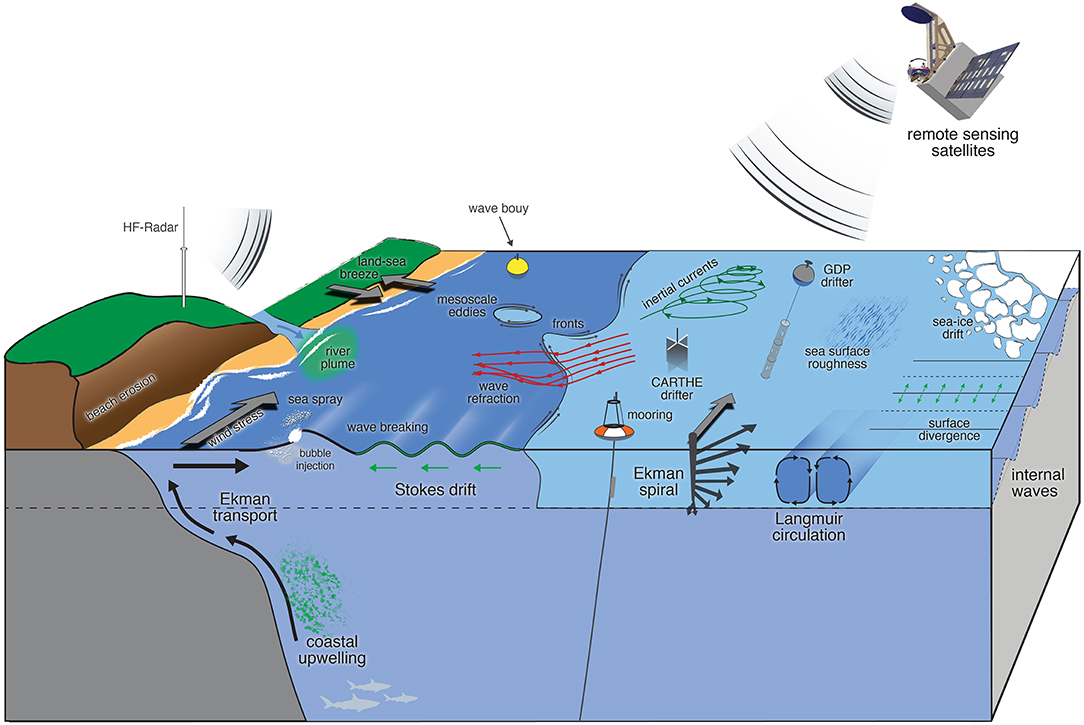 remote sensing
satellites
HF-Radar
wave bouy
land-sea
breeze
mesoscale
eddies
fronts
inertial currents
GDP
drifter
sea-ice
drift
river
plume
wave
refraction
CARTHE
drifter
sea surface
roughness
beach erosion
wind stress
sea spray
bubble
injection
wave breaking
mooring
surface
divergence
Ekman
transport
Stokes drift
Ekman
spiral
Langmuir
circulation
internal
waves
coastal
upwelling